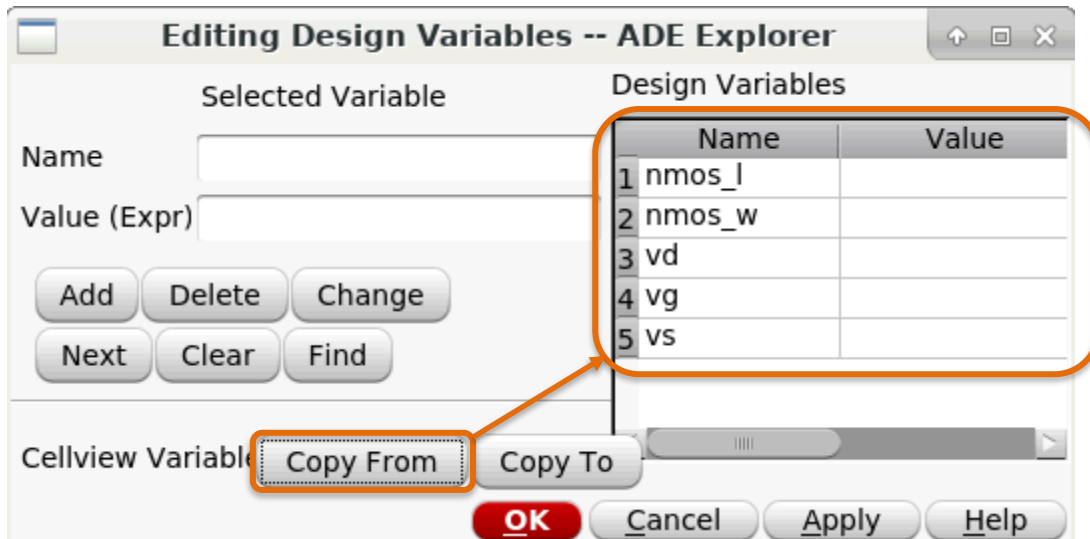 Editing Design Variables -- ADE Explorer
Selected Variable
Name
Value (Expr)
Add Delete Change
Next Clear Find
Cellview Variable
Copy From Copy To
Design Variables
Name Value
1 nmos_l
2 nmos_w
3 vd
4 vg
5 vs
OK Cancel Apply Help